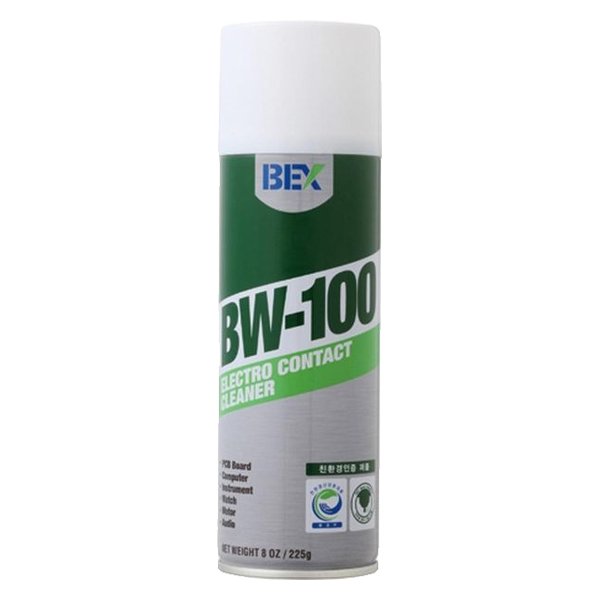 BEX
BW-100
ELECTRO CONTACT
CLEANER
• PCB Board
• Computer
• Instrument
• Watch
• Motor
• Audio
친환경인증 제품
NET WEIGHT 8 OZ / 225g